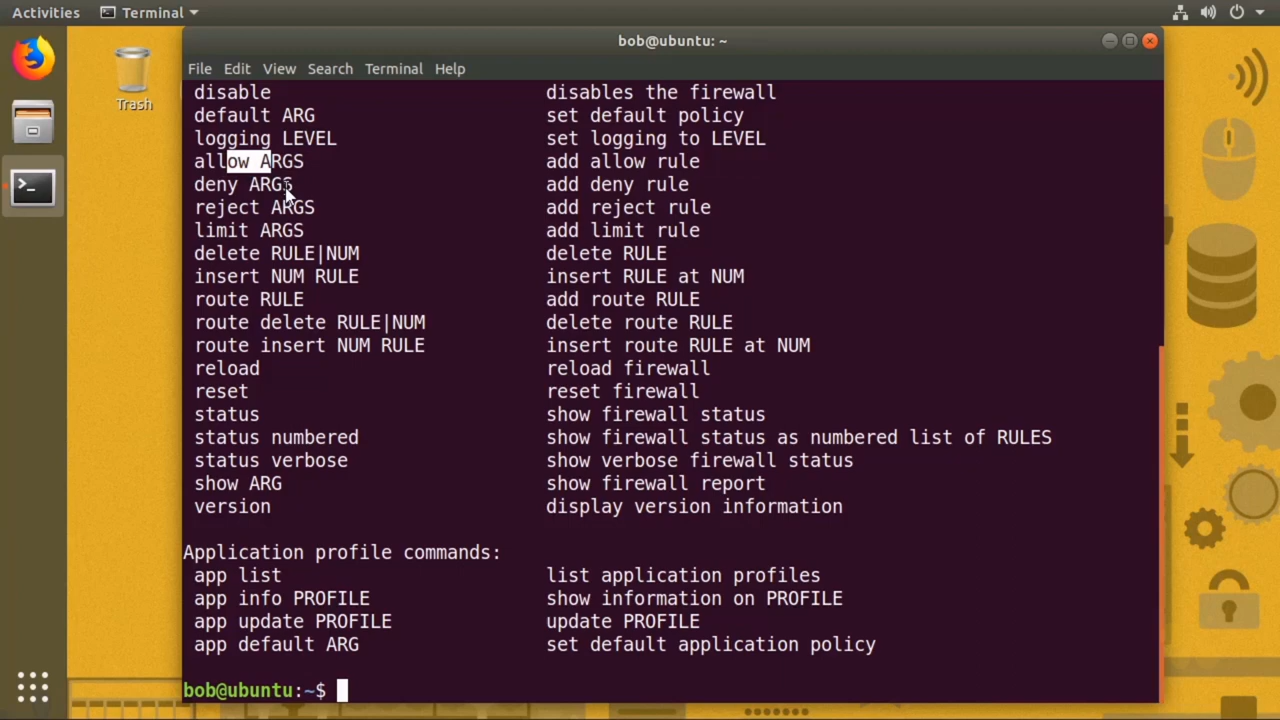 Activities Terminal
bob@ubuntu: ~
File Edit View Search Terminal Help
Trash
disable disables the firewall
default ARG set default policy
logging LEVEL set logging to LEVEL
allow ARGS add allow rule
deny ARGS add deny rule
reject ARGS add reject rule
limit ARGS add limit rule
delete RULE|NUM delete RULE
insert NUM RULE insert RULE at NUM
route RULE add route RULE
route delete RULE|NUM delete route RULE
route insert NUM RULE insert route RULE at NUM
reload reload firewall
reset reset firewall
status show firewall status
status numbered show firewall status as numbered list of RULES
status verbose show verbose firewall status
show ARG show firewall report
version display version information
Application profile commands:
app list list application profiles
app info PROFILE show information on PROFILE
app update PROFILE update PROFILE
app default ARG set default application policy
bob@ubuntu:~$